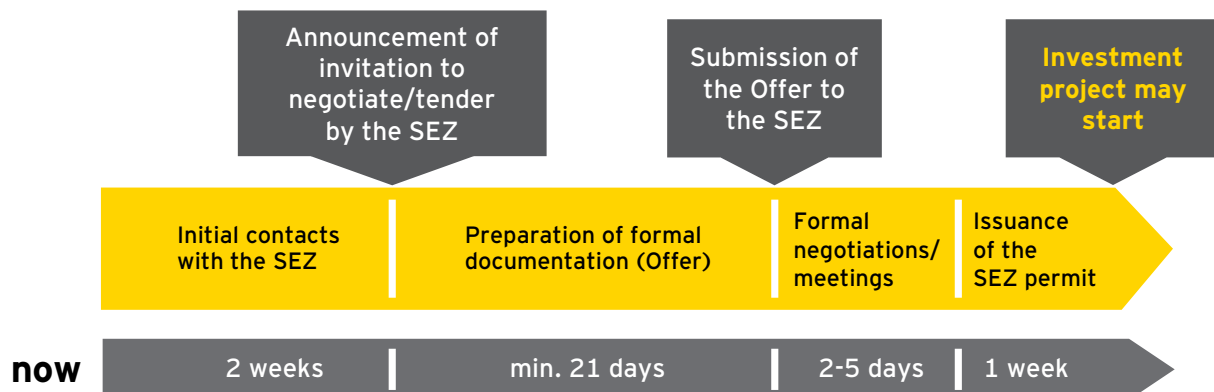 Announcement of
invitation to
negotiate/tender
by the SEZ
Submission of
the Offer to
the SEZ
Investment
project may
start
Initial contacts
with the SEZ
Preparation of formal
documentation (Offer)
Formal
negotiations/
meetings
Issuance
of the
SEZ permit
now
2 weeks
min. 21 days
2-5 days
1 week